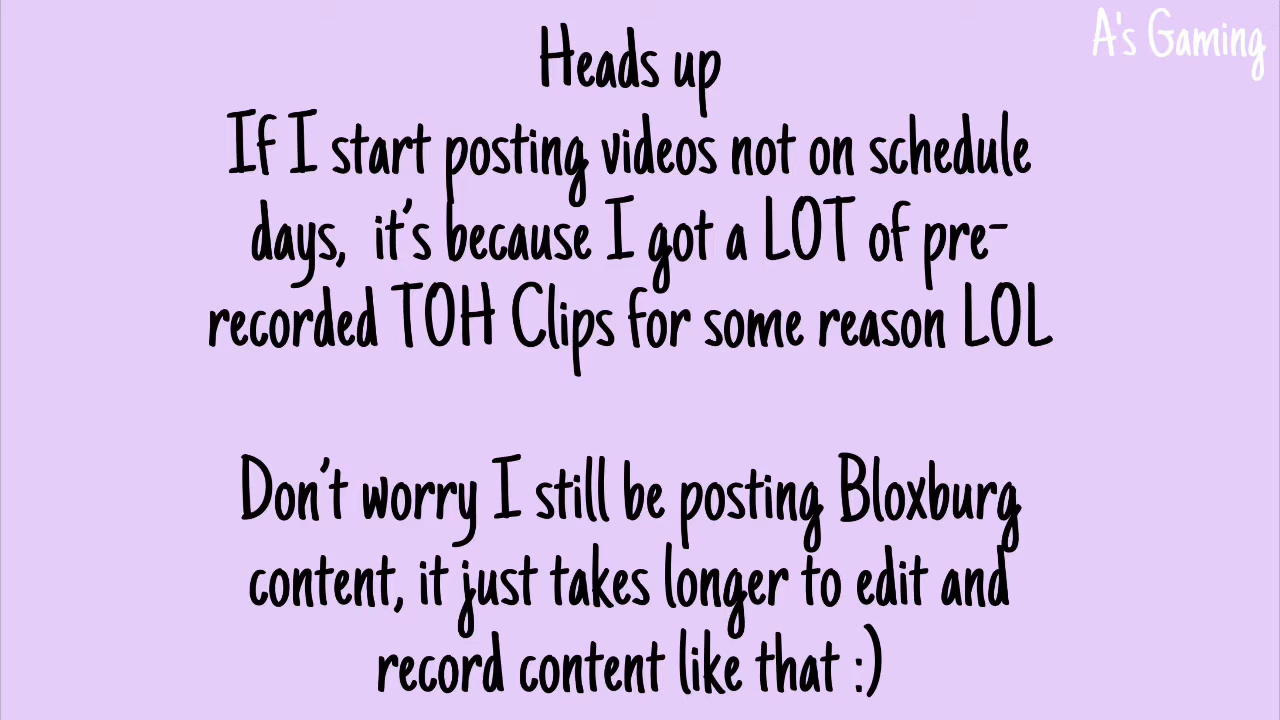 A's Gaming
Heads up
If I start posting videos not on schedule
days, it's because I got a LOT of pre-
recorded TOH Clips for some reason LOL
Don't worry I still be posting Bloxburg
content, it just takes longer to edit and
record content like that :)